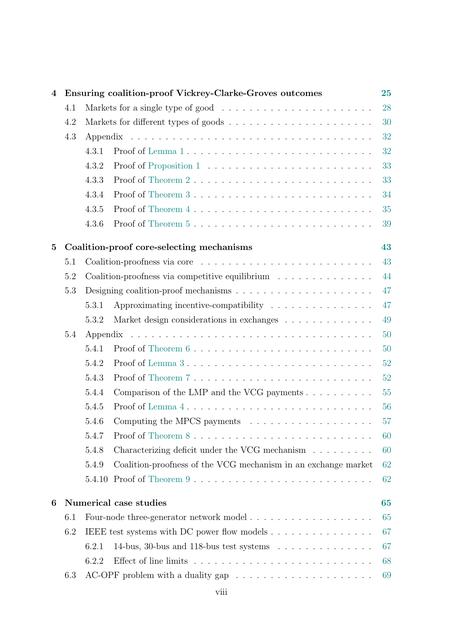 4 Ensuring coalition-proof Vickrey-Clarke-Groves outcomes 25
4.1 Markets for a single type of good . . . . . . . . . . . . . . . . . . . . . . 28
4.2 Markets for different types of goods . . . . . . . . . . . . . . . . . . . . . 30
4.3 Appendix . . . . . . . . . . . . . . . . . . . . . . . . . . . . . . . . . . . 32
4.3.1 Proof of Lemma 1 . . . . . . . . . . . . . . . . . . . . . . . . . . . 32
4.3.2 Proof of Proposition 1 . . . . . . . . . . . . . . . . . . . . . . . . 33
4.3.3 Proof of Theorem 2 . . . . . . . . . . . . . . . . . . . . . . . . . . 33
4.3.4 Proof of Theorem 3 . . . . . . . . . . . . . . . . . . . . . . . . . . 34
4.3.5 Proof of Theorem 4 . . . . . . . . . . . . . . . . . . . . . . . . . . 35
4.3.6 Proof of Theorem 5 . . . . . . . . . . . . . . . . . . . . . . . . . . 39
5 Coalition-proof core-selecting mechanisms 43
5.1 Coalition-proofness via core . . . . . . . . . . . . . . . . . . . . . . . . . 43
5.2 Coalition-proofness via competitive equilibrium . . . . . . . . . . . . . . 44
5.3 Designing coalition-proof mechanisms . . . . . . . . . . . . . . . . . . . . 47
5.3.1 Approximating incentive-compatibility . . . . . . . . . . . . . . . 47
5.3.2 Market design considerations in exchanges . . . . . . . . . . . . . 49
5.4 Appendix . . . . . . . . . . . . . . . . . . . . . . . . . . . . . . . . . . . 50
5.4.1 Proof of Theorem 6 . . . . . . . . . . . . . . . . . . . . . . . . . . 50
5.4.2 Proof of Lemma 3 . . . . . . . . . . . . . . . . . . . . . . . . . . . 52
5.4.3 Proof of Theorem 7 . . . . . . . . . . . . . . . . . . . . . . . . . . 52
5.4.4 Comparison of the LMP and the VCG payments . . . . . . . . . . 55
5.4.5 Proof of Lemma 4 . . . . . . . . . . . . . . . . . . . . . . . . . . . 56
5.4.6 Computing the MPCS payments . . . . . . . . . . . . . . . . . . 57
5.4.7 Proof of Theorem 8 . . . . . . . . . . . . . . . . . . . . . . . . . . 60
5.4.8 Characterizing deficit under the VCG mechanism . . . . . . . . . 60
5.4.9 Coalition-proofness of the VCG mechanism in an exchange market 62
5.4.10 Proof of Theorem 9 . . . . . . . . . . . . . . . . . . . . . . . . . . 62
6 Numerical case studies 65
6.1 Four-node three-generator network model . . . . . . . . . . . . . . . . . . 65
6.2 IEEE test systems with DC power flow models . . . . . . . . . . . . . . . . 67
6.2.1 14-bus, 30-bus and 118-bus test systems . . . . . . . . . . . . . . 67
6.2.2 Effect of line limits . . . . . . . . . . . . . . . . . . . . . . . . . . 68
6.3 AC-OPF problem with a duality gap . . . . . . . . . . . . . . . . . . . . 69
viii